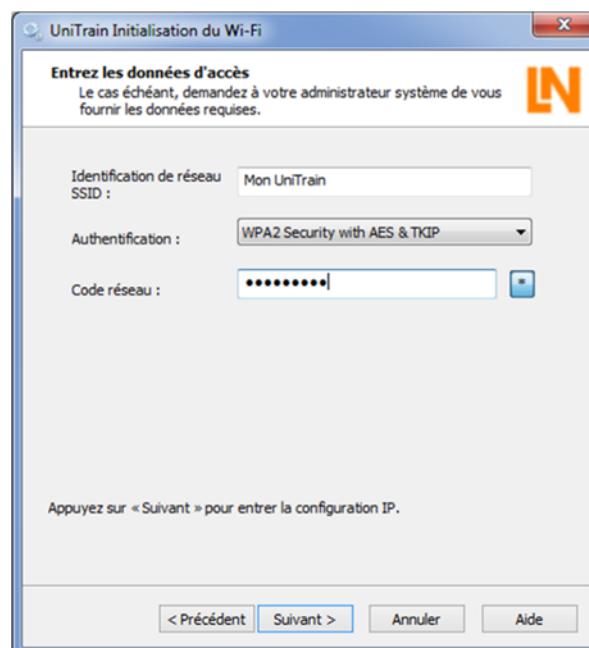 UniTrain Initialisation du Wi-Fi
Entrez les données d'accès
Le cas échéant, demandez à votre administrateur système de vous
fournir les données requises.
LN
Identification de réseau
SSID :
Mon UniTrain
Authentification :
WPA2 Security with AES & TKIP
Code réseau :
•••••••••
*
Appuyez sur « Suivant » pour entrer la configuration IP.
< Précédent
Suivant >
Annuler
Aide